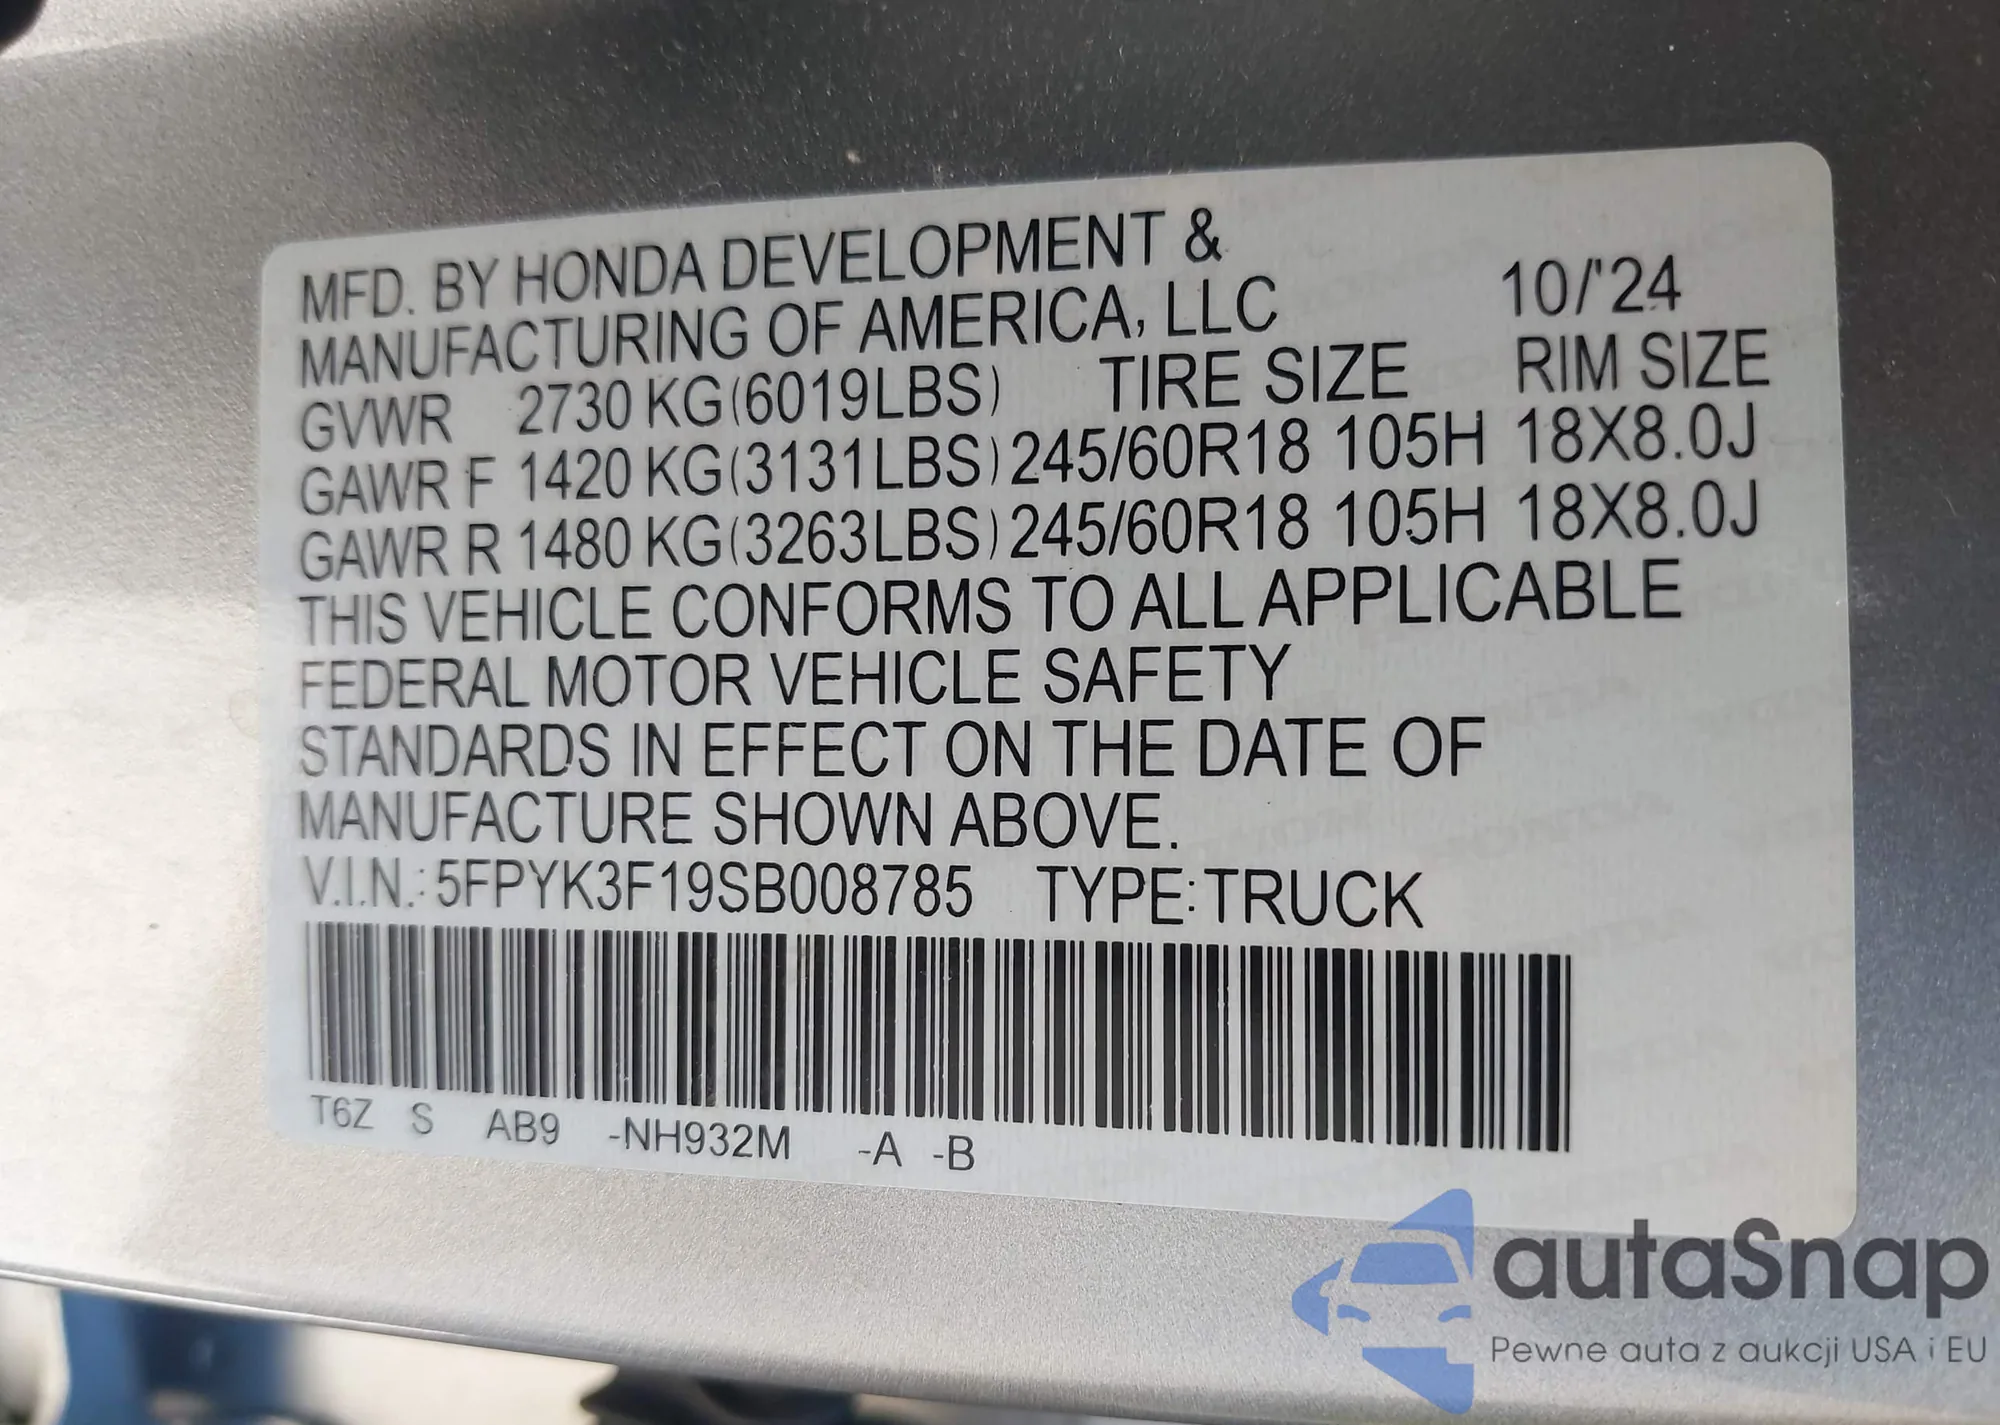 MFD. BY HONDA DEVELOPMENT &
MANUFACTURING OF AMERICA, LLC 10/'24
GVWR 2730 KG(6019LBS) TIRE SIZE RIM SIZE
GAWR F 1420 KG(3131LBS) 245/60R18 105H 18X8.0J
GAWR R 1480 KG(3263LBS) 245/60R18 105H 18X8.0J
THIS VEHICLE CONFORMS TO ALL APPLICABLE
FEDERAL MOTOR VEHICLE SAFETY
STANDARDS IN EFFECT ON THE DATE OF
MANUFACTURE SHOWN ABOVE.
V.I.N.: 5FPYK3F19SB008785 TYPE: TRUCK
T6Z S AB9 -NH932M -A -B
autaSnap
Pewne auta z aukcji USA i EU